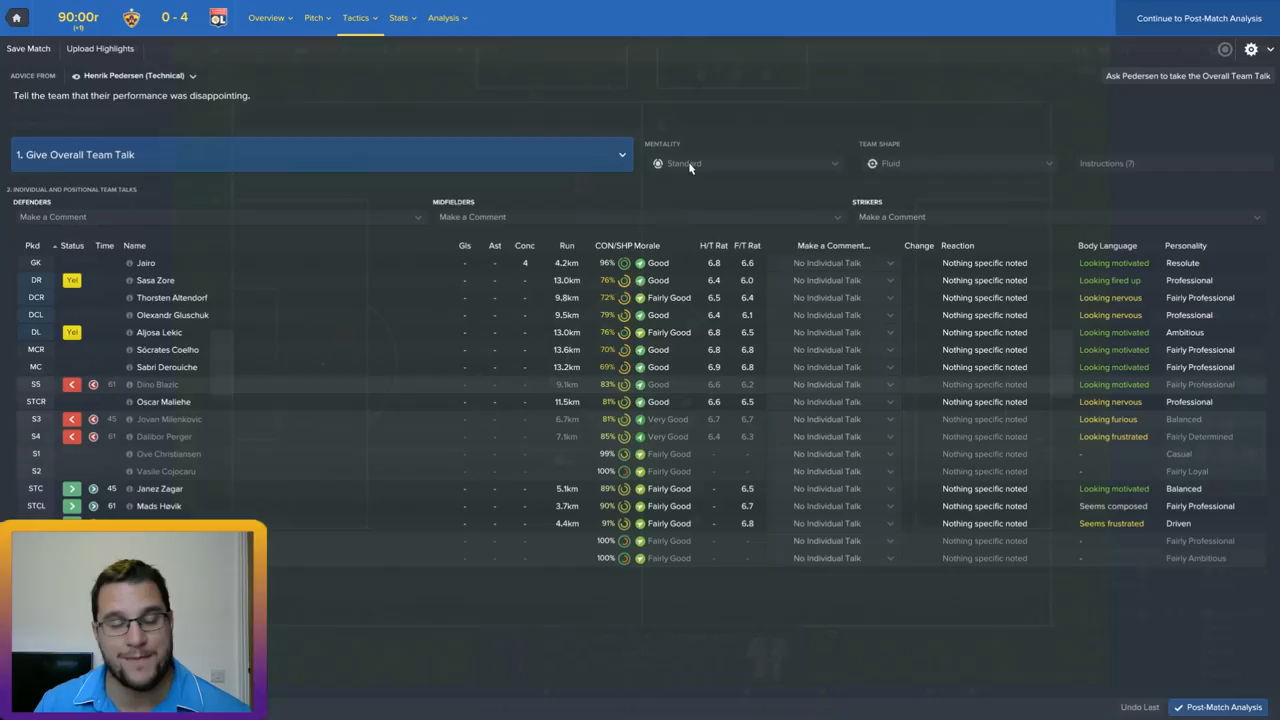 90:00r
(+1)
0 - 4
OL
Overview Pitch Tactics Stats Analysis
Continue to Post-Match Analysis
Save Match Upload Highlights
ADVICE FROM Henrik Pedersen (Technical)
Ask Pedersen to take the Overall Team Talk
Tell the team that their performance was disappointing.
1. Give Overall Team Talk
MENTALITY TEAM SHAPE
Standard Fluid Instructions (7)
2. INDIVIDUAL AND POSITIONAL TEAM TALKS
DEFENDERS MIDFIELDERS STRIKERS
Make a Comment Make a Comment Make a Comment
Pkd Status Time Name Gls Ast Conc Run CON/SHP Morale H/T Rat F/T Rat Make a Comment... Change Reaction Body Language Personality
GK Jairo - - 4 4.2km 96% Good 6.8 6.6 No Individual Talk Nothing specific noted Looking motivated Resolute
DR Yel Sasa Zore - - - 13.0km 76% Good 6.4 6.0 No Individual Talk Nothing specific noted Looking fired up Professional
DCR Thorsten Altendorf - - - 9.8km 72% Fairly Good 6.5 6.4 No Individual Talk Nothing specific noted Looking nervous Fairly Professional
DCL Olexandr Gluschuk - - - 9.5km 79% Good 6.4 6.1 No Individual Talk Nothing specific noted Looking nervous Professional
DL Yel Aljosa Lekic - - - 13.0km 76% Fairly Good 6.8 6.5 No Individual Talk Nothing specific noted Looking motivated Ambitious
MCR Sócrates Coelho - - - 13.6km 70% Good 6.8 6.8 No Individual Talk Nothing specific noted Looking motivated Fairly Professional
MC Sabri Derouiche - - - 13.2km 69% Good 6.9 6.8 No Individual Talk Nothing specific noted Looking motivated Fairly Professional
S5 61 Dino Blazic - - - 9.1km 83% Good 6.6 6.2 No Individual Talk Nothing specific noted Looking motivated Fairly Professional
STCR Oscar Maliehe - - - 11.5km 81% Good 6.6 6.5 No Individual Talk Nothing specific noted Looking nervous Professional
S3 45 Jovan Milenkovic - - - 6.7km 81% Very Good 6.7 6.7 No Individual Talk Nothing specific noted Looking furious Balanced
S4 61 Dalibor Perger - - - 7.1km 85% Very Good 6.4 6.3 No Individual Talk Nothing specific noted Looking frustrated Fairly Determined
S1 Ove Christiansen - - - 99% Fairly Good - - No Individual Talk Nothing specific noted - Casual
S2 Vasile Cojocaru - - - 100% Fairly Good - - No Individual Talk Nothing specific noted - Fairly Loyal
STC 45 Janez Zagar - - - 5.1km 89% Fairly Good - 6.5 No Individual Talk Nothing specific noted Looking motivated Balanced
STCL 61 Mads Høvik - - - 3.7km 90% Fairly Good - 6.7 No Individual Talk Nothing specific noted Seems composed Fairly Professional
- - - 4.4km 91% Fairly Good - 6.8 No Individual Talk Nothing specific noted Seems frustrated Driven
- - - 100% Fairly Good - - No Individual Talk Nothing specific noted - Fairly Professional
- - - 100% Fairly Good - - No Individual Talk Nothing specific noted - Fairly Ambitious
Undo Last Post-Match Analysis